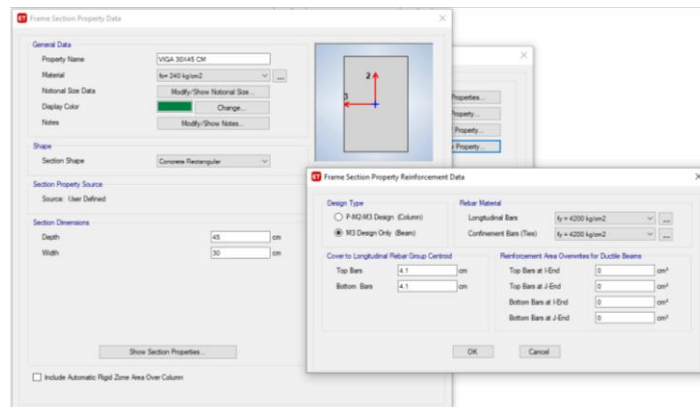 Frame Section Property Data
General Data
Property Name VIGA 30X45 CM
Material fc= 240 kg/cm2 ...
Notional Size Data Modify/Show Notional Size...
Display Color Change...
Notes Modify/Show Notes...
2
3
Shape
Section Shape Concrete Rectangular
Section Property Source
Source: User Defined
Section Dimensions
Depth 45 cm
Width 30 cm
Show Section Properties...
Include Automatic Rigid Zone Area Over Column
Properties...
Property...
Property...
Property...
Frame Section Property Reinforcement Data
Design Type
P-M2-M3 Design (Column)
M3 Design Only (Beam)
Rebar Material
Longitudinal Bars fy = 4200 kg/cm2 ...
Confinement Bars (Ties) fy = 4200 kg/cm2 ...
Cover to Longitudinal Rebar Group Centroid
Top Bars 4.1 cm
Bottom Bars 4.1 cm
Reinforcement Area Overwrites for Ductile Beams
Top Bars at I-End 0 cm²
Top Bars at J-End 0 cm²
Bottom Bars at I-End 0 cm²
Bottom Bars at J-End 0 cm²
OK Cancel